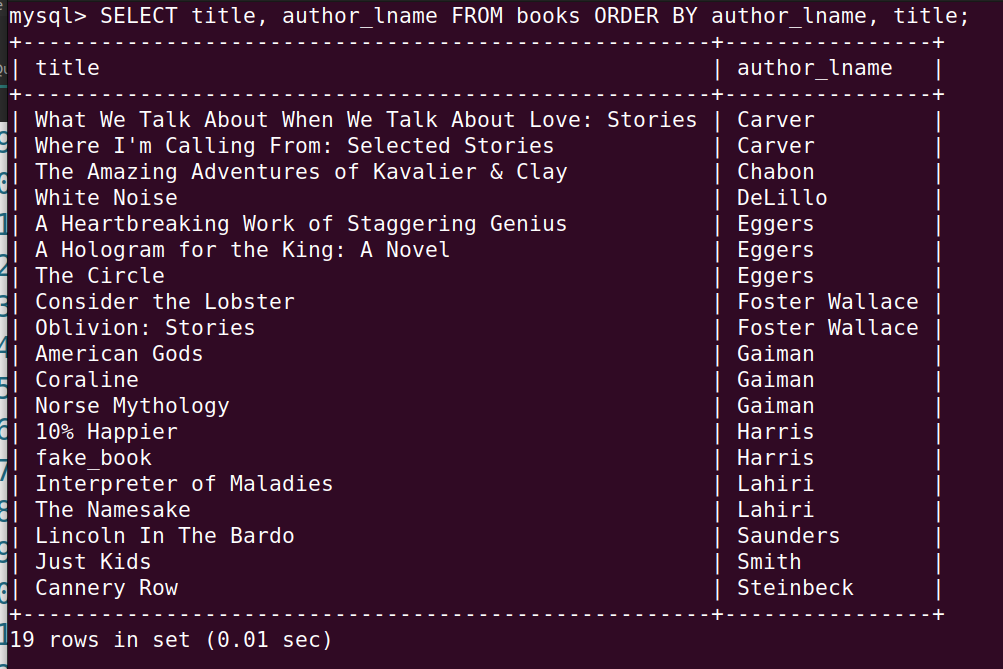 mysql> SELECT title, author_lname FROM books ORDER BY author_lname, title;
+-----------------------------------------------------+----------------+
| title                                               | author_lname   |
+-----------------------------------------------------+----------------+
| What We Talk About When We Talk About Love: Stories | Carver         |
| Where I'm Calling From: Selected Stories            | Carver         |
| The Amazing Adventures of Kavalier & Clay           | Chabon         |
| White Noise                                         | DeLillo        |
| A Heartbreaking Work of Staggering Genius           | Eggers         |
| A Hologram for the King: A Novel                    | Eggers         |
| The Circle                                          | Eggers         |
| Consider the Lobster                                | Foster Wallace |
| Oblivion: Stories                                   | Foster Wallace |
| American Gods                                       | Gaiman         |
| Coraline                                            | Gaiman         |
| Norse Mythology                                     | Gaiman         |
| 10% Happier                                         | Harris         |
| fake_book                                           | Harris         |
| Interpreter of Maladies                             | Lahiri         |
| The Namesake                                        | Lahiri         |
| Lincoln In The Bardo                                | Saunders       |
| Just Kids                                           | Smith          |
| Cannery Row                                         | Steinbeck      |
+-----------------------------------------------------+----------------+
19 rows in set (0.01 sec)